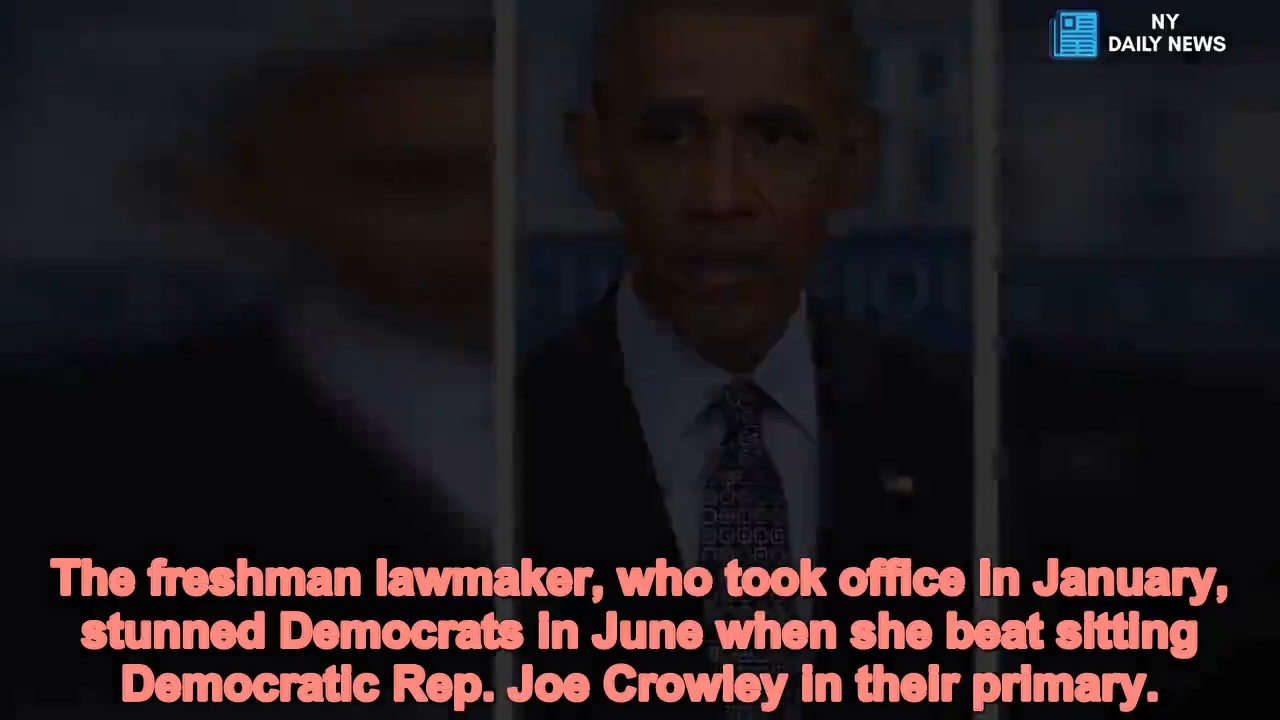 NY
DAILY NEWS
The freshman lawmaker, who took office in January,
stunned Democrats in June when she beat sitting
Democratic Rep. Joe Crowley in their primary.